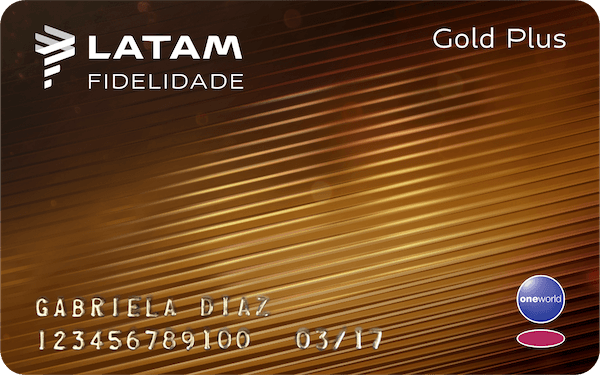 LATAM
FIDELIDADE
Gold Plus
GABRIELA DIAZ
123456789100 03/17
oneworld